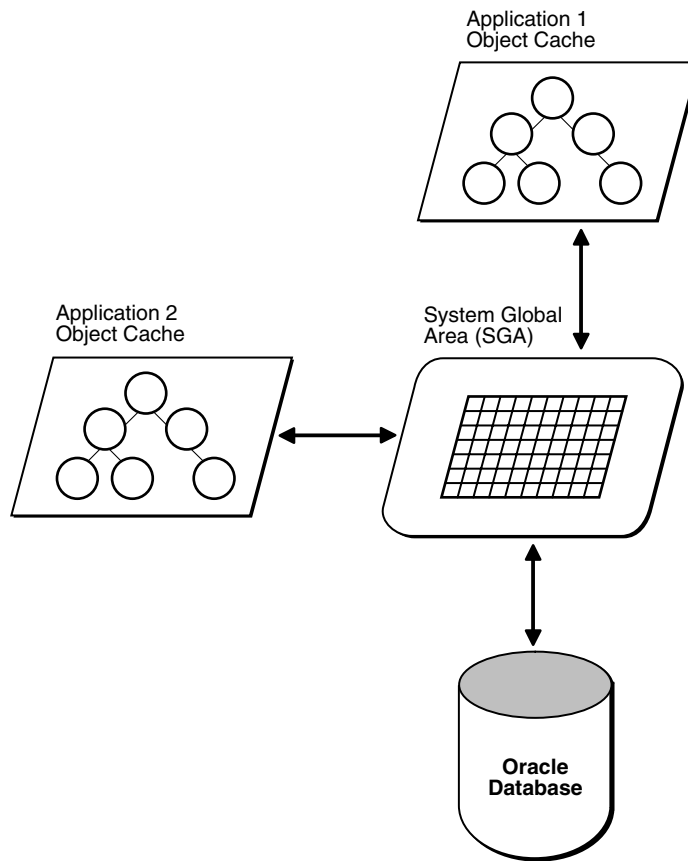 Application 1
Object Cache
Application 2
Object Cache
System Global
Area (SGA)
Oracle
Database